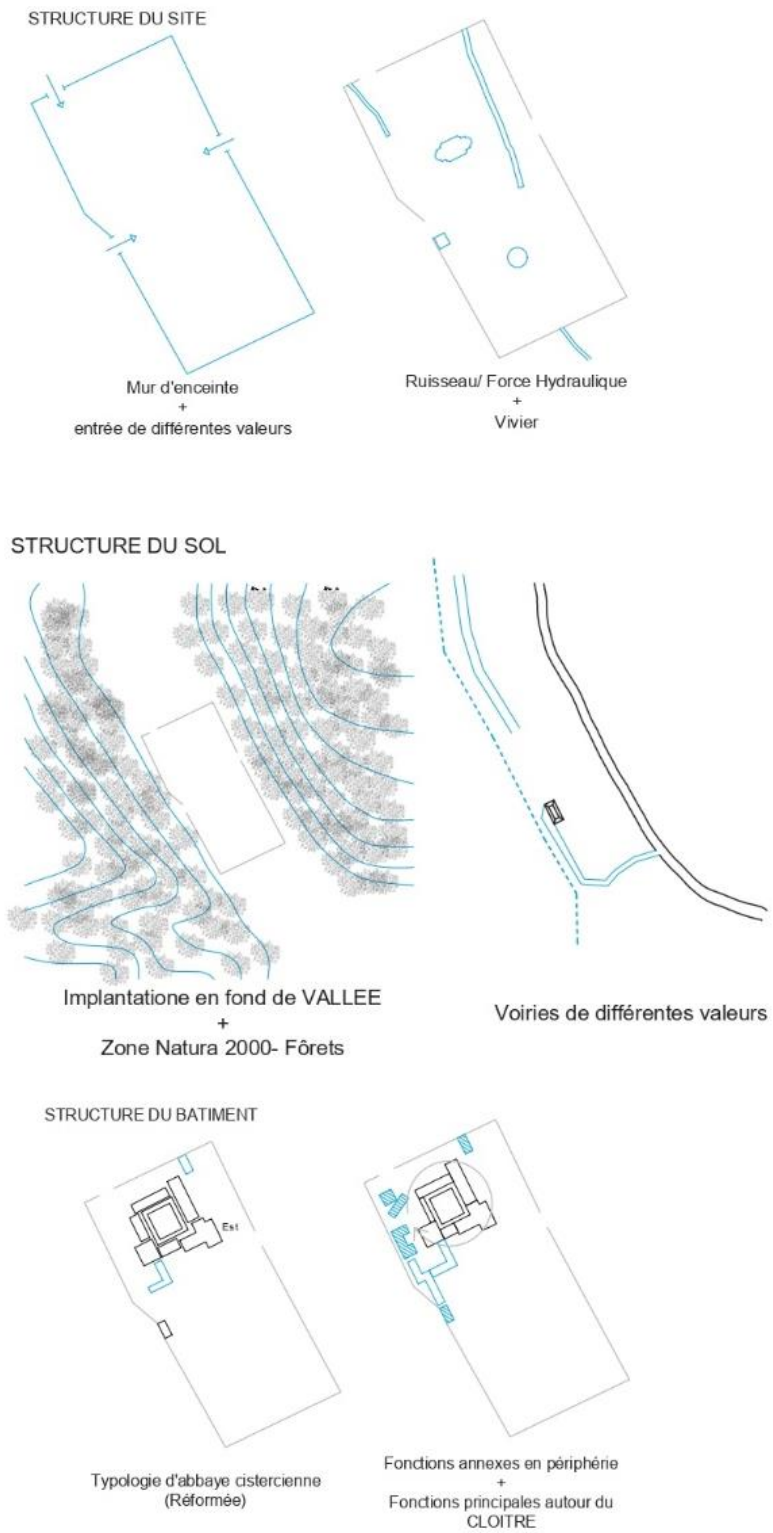 STRUCTURE DU SITE
Mur d'enceinte
+
entrée de différentes valeurs
Ruisseau/ Force Hydraulique
+
Vivier
STRUCTURE DU SOL
Implantatione en fond de VALLEE
+
Zone Natura 2000- Fôrets
Voiries de différentes valeurs
STRUCTURE DU BATIMENT
Est
Typologie d'abbaye cistercienne
(Réformée)
Fonctions annexes en périphérie
+
Fonctions principales autour du
CLOITRE